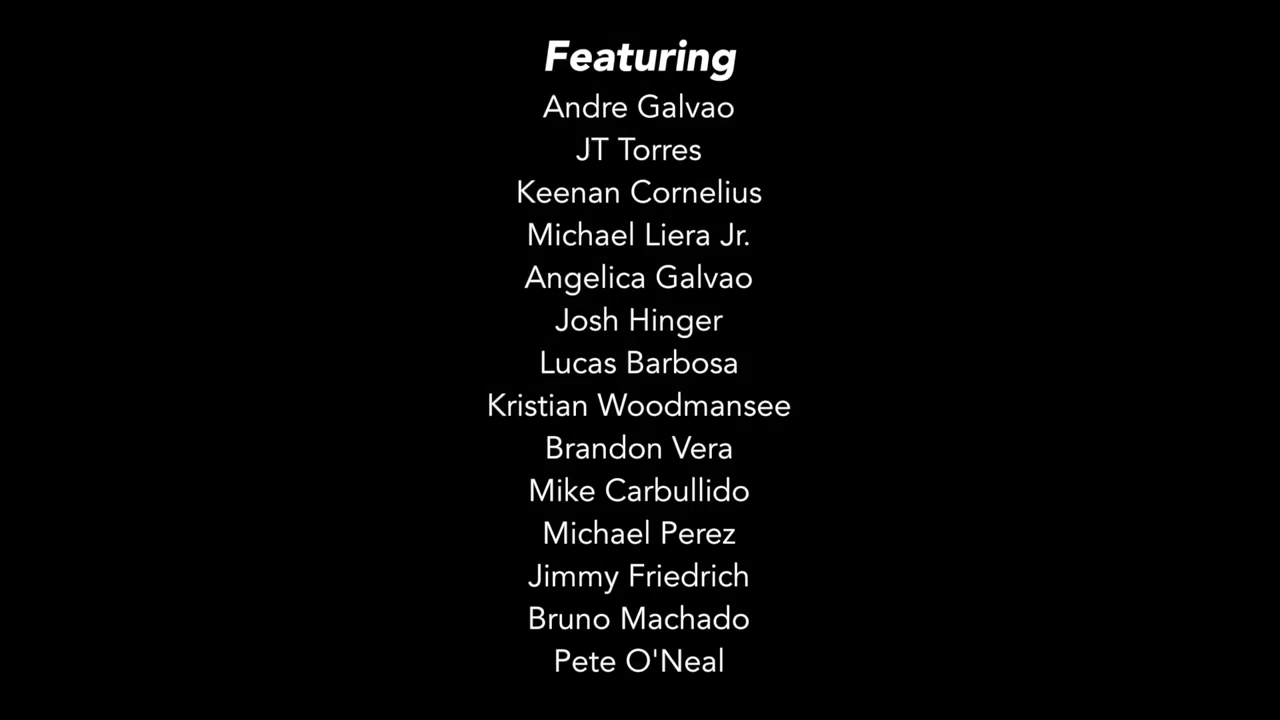 Featuring
Andre Galvao
JT Torres
Keenan Cornelius
Michael Liera Jr.
Angelica Galvao
Josh Hinger
Lucas Barbosa
Kristian Woodmansee
Brandon Vera
Mike Carbullido
Michael Perez
Jimmy Friedrich
Bruno Machado
Pete O'Neal